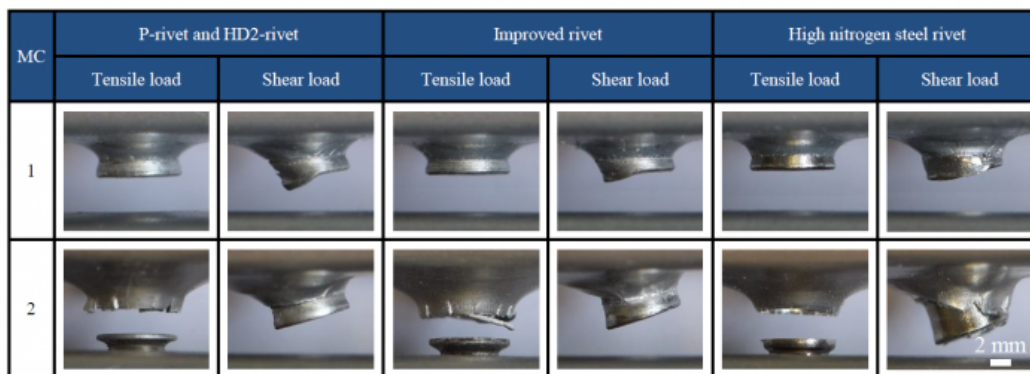 MC
P-rivet and HD2-rivet
Improved rivet
High nitrogen steel rivet
Tensile load
Shear load
Tensile load
Shear load
Tensile load
Shear load
1
2
2 mm